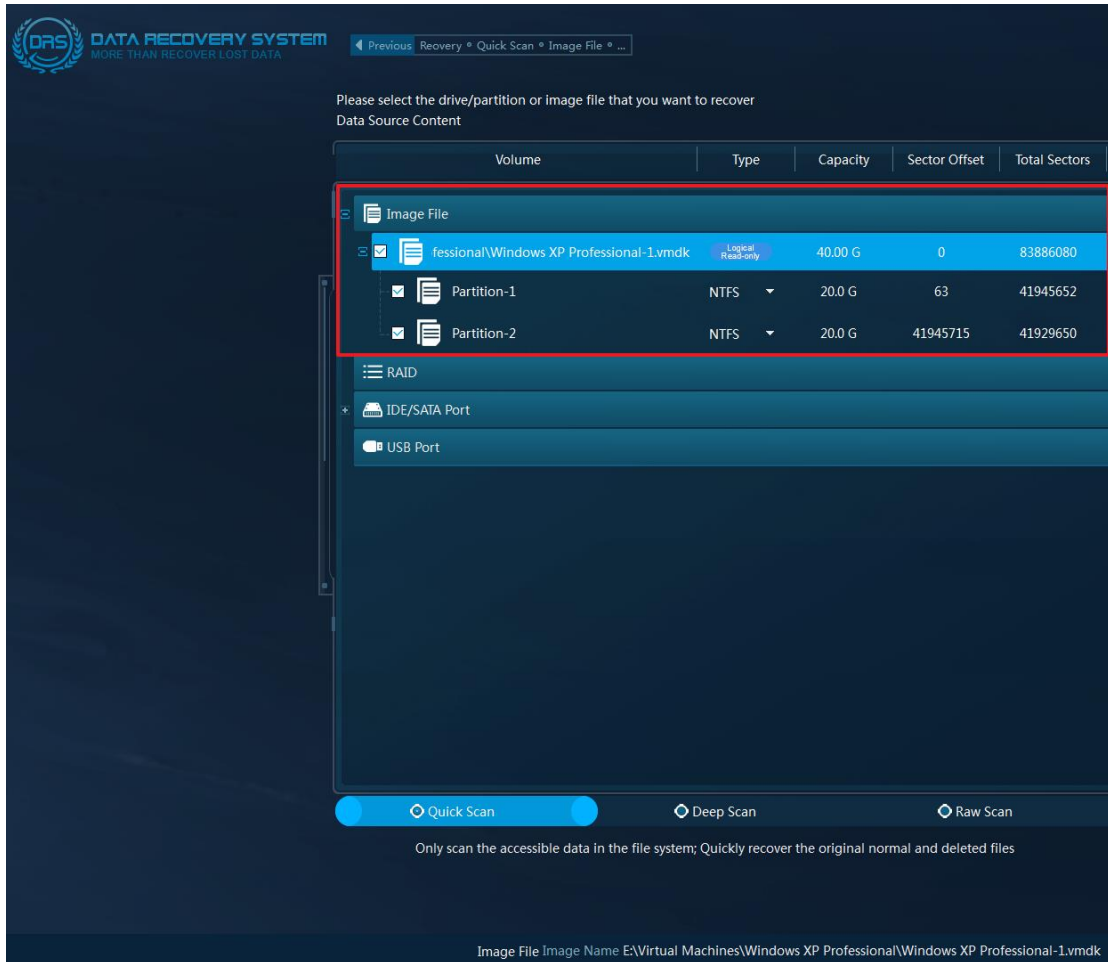 DRS
DATA RECOVERY SYSTEM
MORE THAN RECOVER LOST DATA
Previous Reovery Quick Scan Image File ...
Please select the drive/partition or image file that you want to recover
Data Source Content
Volume Type Capacity Sector Offset Total Sectors
Image File
fessional\Windows XP Professional-1.vmdk Logical Read-only 40.00 G 0 83886080
Partition-1 NTFS 20.0 G 63 41945652
Partition-2 NTFS 20.0 G 41945715 41929650
RAID
IDE/SATA Port
USB Port
Quick Scan Deep Scan Raw Scan
Only scan the accessible data in the file system; Quickly recover the original normal and deleted files
Image File Image Name E:\Virtual Machines\Windows XP Professional\Windows XP Professional-1.vmdk